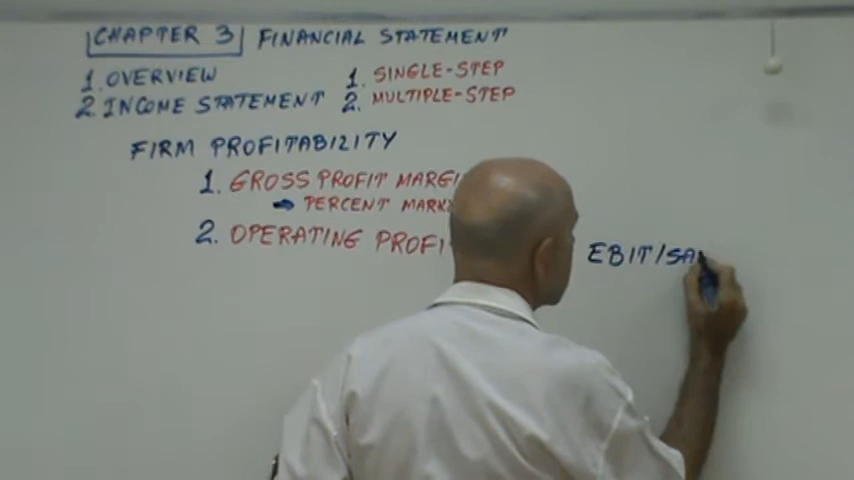 CHAPTER 3 FINANCIAL STATEMENT
1. OVERVIEW 1. SINGLE-STEP
2. INCOME STATEMENT 2. MULTIPLE-STEP
FIRM PROFITABILITY
1. GROSS PROFIT MARGI
PERCENT MARK
2. OPERATING PROFI EBIT/SA